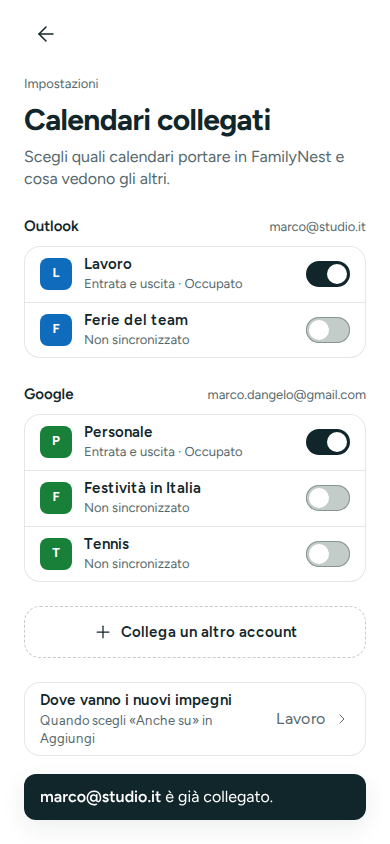 Impostazioni
Calendari collegati
Scegli quali calendari portare in FamilyNest e
cosa vedono gli altri.
Outlook marco@studio.it
L Lavoro
Entrata e uscita · Occupato
F Ferie del team
Non sincronizzato
Google marco.dangelo@gmail.com
P Personale
Entrata e uscita · Occupato
F Festività in Italia
Non sincronizzato
T Tennis
Non sincronizzato
+ Collega un altro account
Dove vanno i nuovi impegni
Quando scegli «Anche su» in
Aggiungi
Lavoro
marco@studio.it è già collegato.